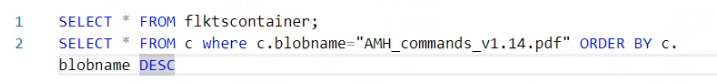 1 SELECT * FROM flktscontainer;
2 SELECT * FROM c where c.blobname="AMH_commands_v1.14.pdf" ORDER BY c.
blobname DESC